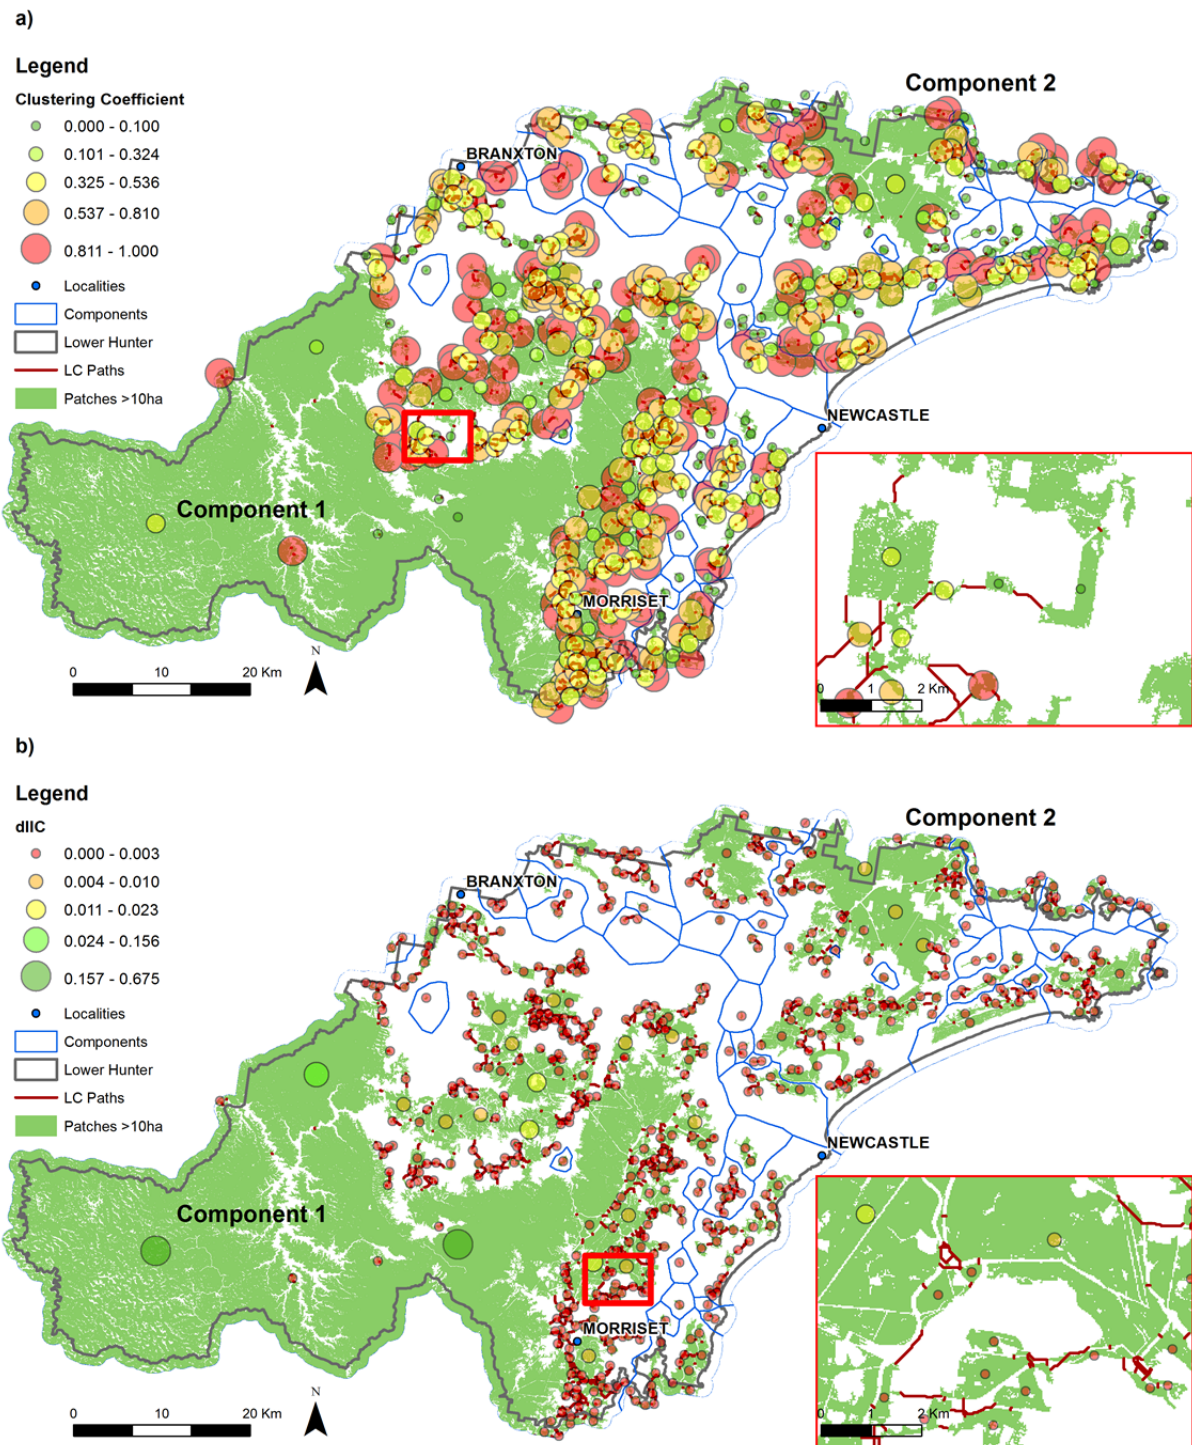 a)
Legend
Clustering Coefficient
0.000 - 0.100
0.101 - 0.324
0.325 - 0.536
0.537 - 0.810
0.811 - 1.000
Localities
Components
Lower Hunter
LC Paths
Patches >10ha
Component 2
BRANXTON
NEWCASTLE
Component 1
MORRISET
0 10 20 Km
N
0 1 2 Km
b)
Legend
dIIC
0.000 - 0.003
0.004 - 0.010
0.011 - 0.023
0.024 - 0.156
0.157 - 0.675
Localities
Components
Lower Hunter
LC Paths
Patches >10ha
Component 2
BRANXTON
NEWCASTLE
Component 1
MORRISET
0 10 20 Km
N
0 1 2 Km